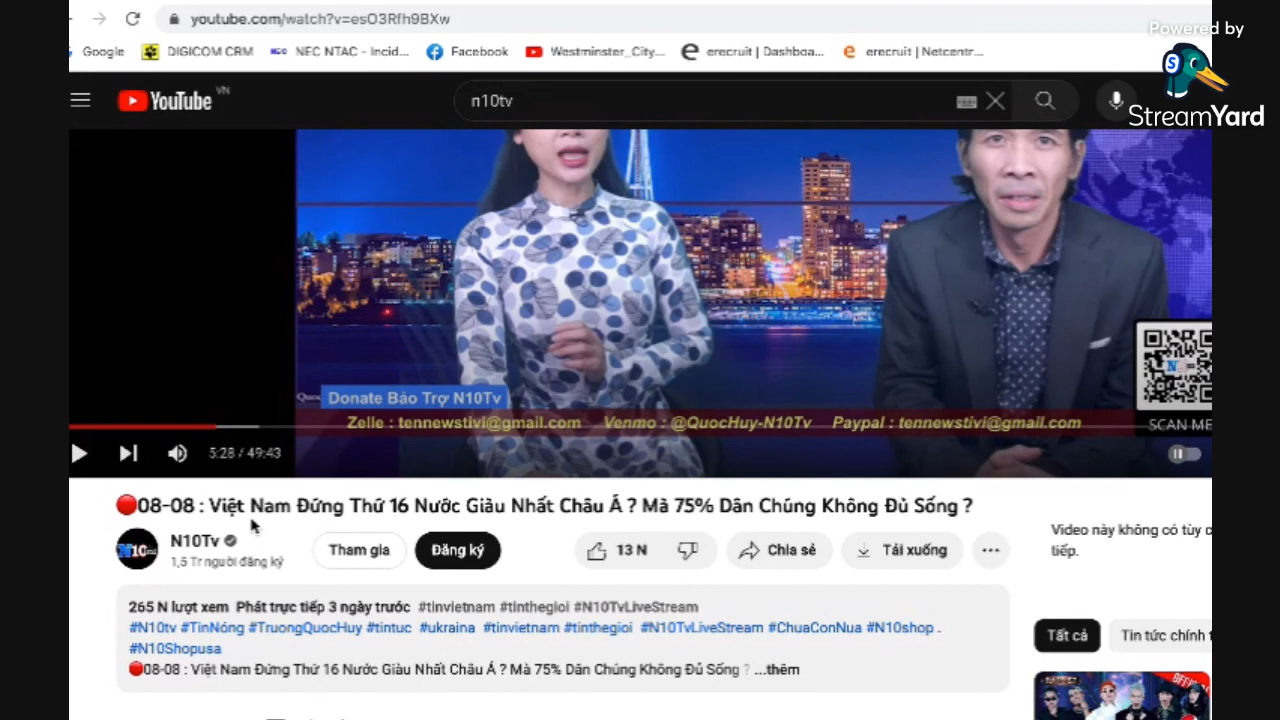 youtube.com/watch?v=esO3Rfh9BXw
Powered by
StreamYard
Google DIGICOM CRM NEC NTAC - Incid... Facebook Westminster_City... erecruit | Dashboa... erecruit | Netcentr...
YouTube VN
n10tv
Donate Bảo Trợ N10Tv
Zelle : tennewstivi@gmail.com Venmo : @QuocHuy-N10Tv Paypal : tennewstivi@gmail.com
SCAN ME
5:28 / 49:43
🔴08-08 : Việt Nam Đứng Thứ 16 Nước Giàu Nhất Châu Á ? Mà 75% Dân Chúng Không Đủ Sống ?
N10Tv
1,5 Tr người đăng ký
Tham gia
Đăng ký
13 N
Chia sẻ
Tải xuống
265 N lượt xem Phát trực tiếp 3 ngày trước #tinvietnam #tinthegioi #N10TvLiveStream
#N10tv #TinNóng #TruongQuocHuy #tintuc #ukraina #tinvietnam #tinthegioi #N10TvLiveStream #ChuaConNua #N10shop .
#N10Shopusa
🔴08-08 : Việt Nam Đứng Thứ 16 Nước Giàu Nhất Châu Á ? Mà 75% Dân Chúng Không Đủ Sống ? ...thêm
Video này không có tùy c
tiếp.
Tất cả
Tin tức chính t